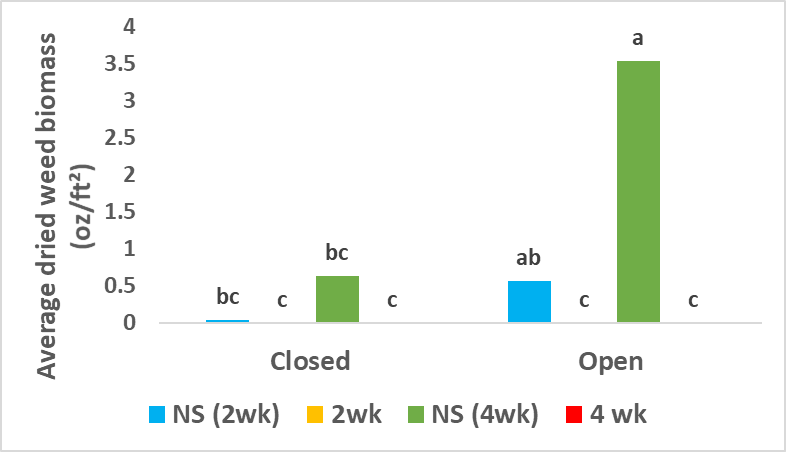 Average dried weed biomass
(oz/ft²)
4
3.5
3
2.5
2
1.5
1
0.5
0
bc
c
bc
c
ab
c
a
c
Closed
Open
NS (2wk)
2wk
NS (4wk)
4 wk